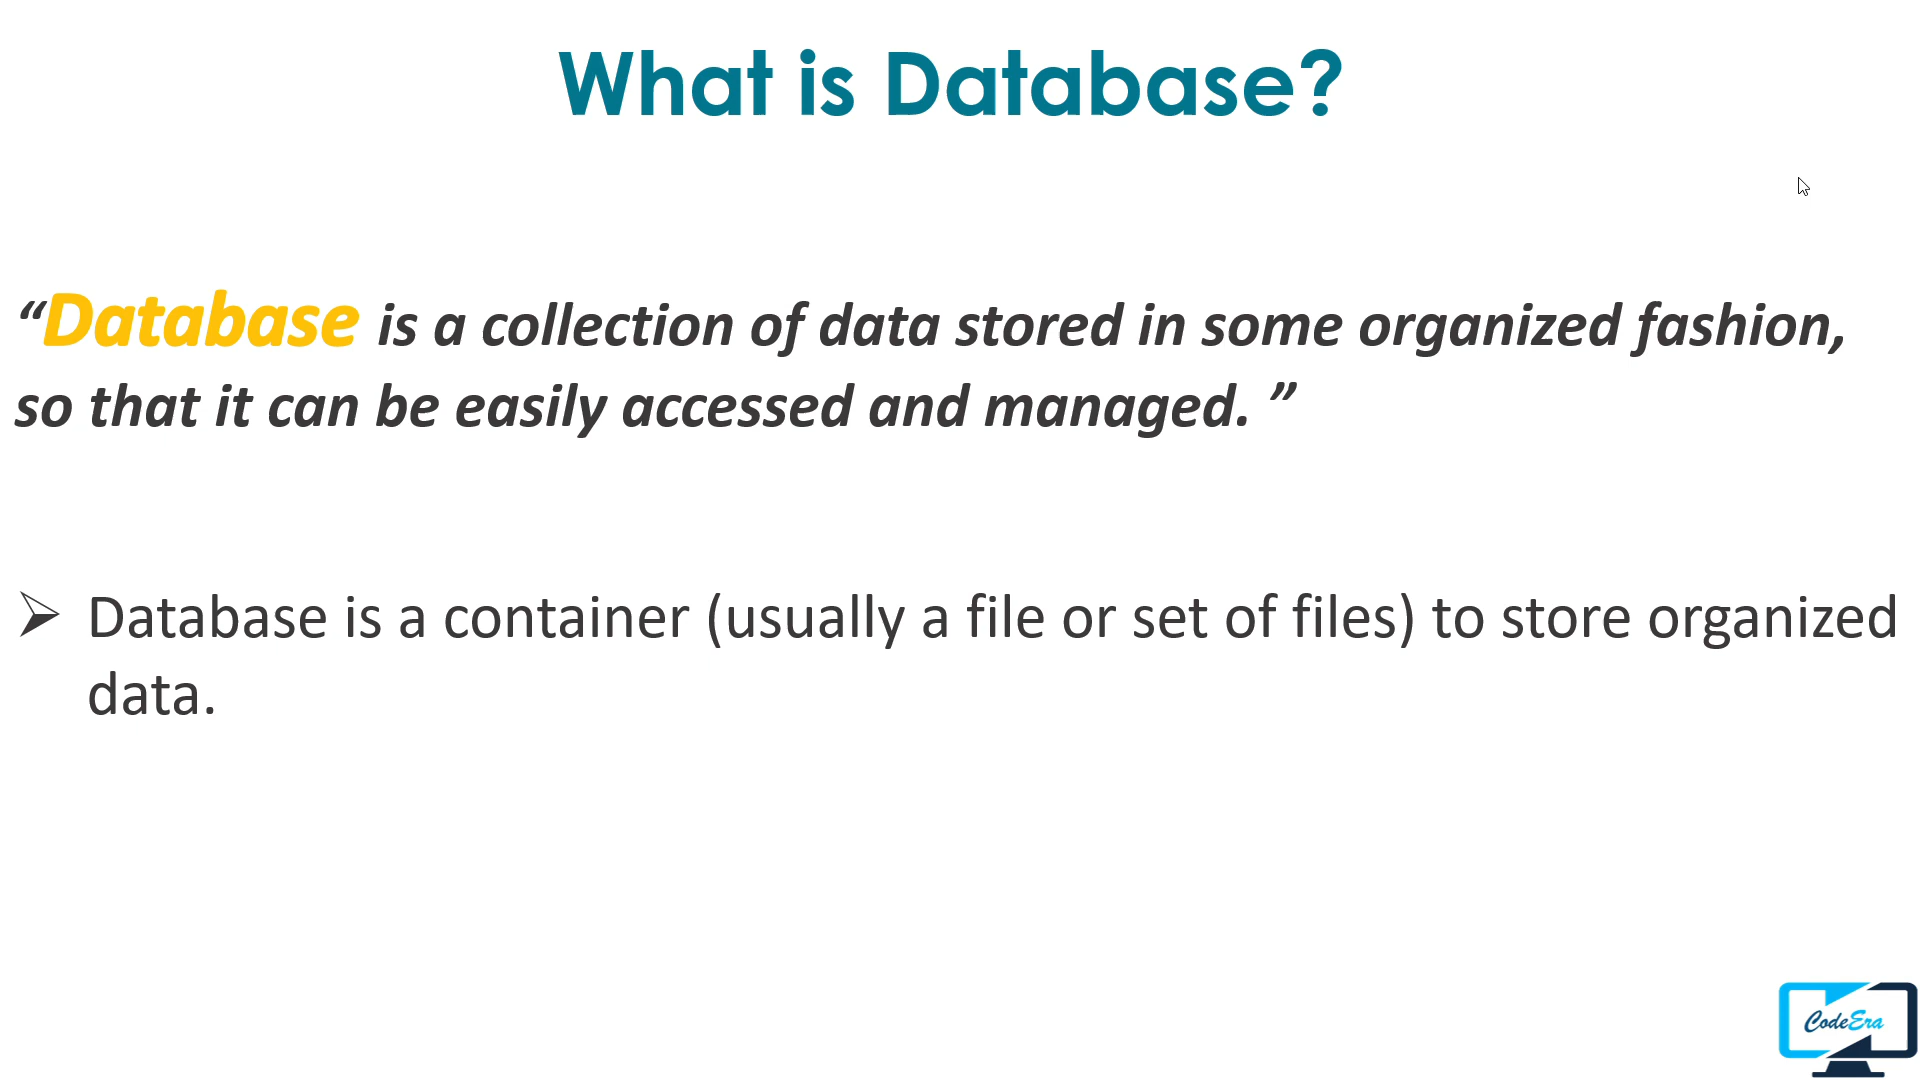 What is Database?
“Database is a collection of data stored in some organized fashion,
so that it can be easily accessed and managed. ”
➢ Database is a container (usually a file or set of files) to store organized
data.
CodeEra